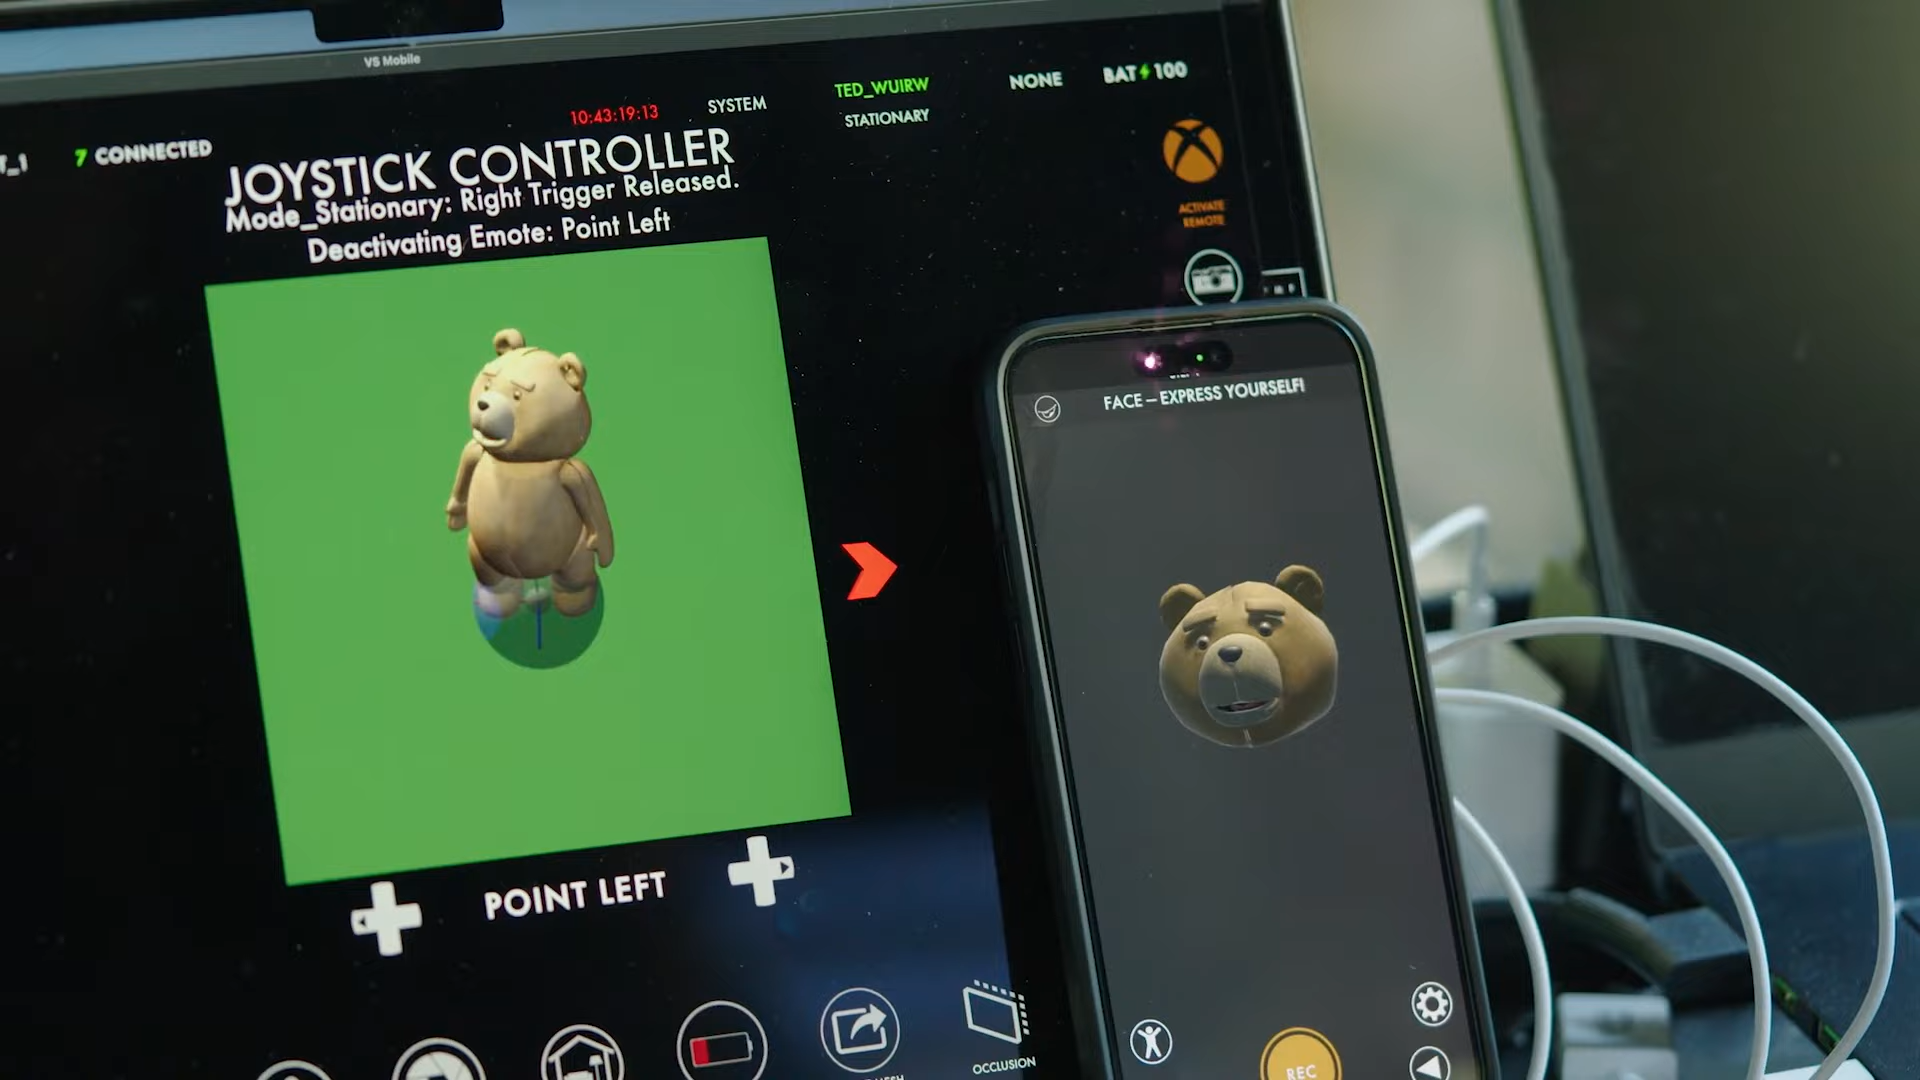 VS Mobile
7 CONNECTED
10:43:19:13
SYSTEM
TED_WUIRW
STATIONARY
NONE
BAT 100
JOYSTICK CONTROLLER
Mode_Stationary: Right Trigger Released.
Deactivating Emote: Point Left
ACTIVATE
REMOTE
FACE – EXPRESS YOURSELF!
POINT LEFT
OCCLUSION
REC